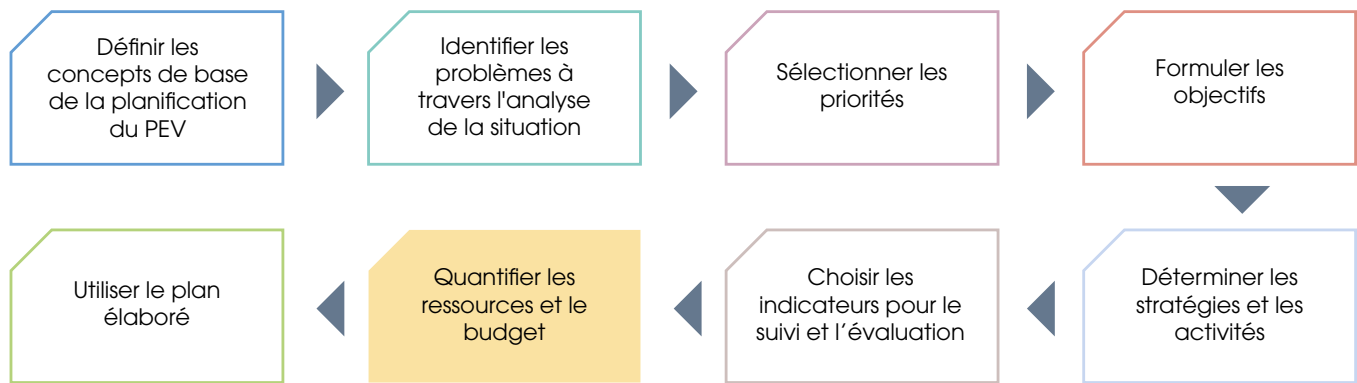 Définir les
concepts de base
de la planification
du PEV
Identifier les
problèmes à
travers l'analyse
de la situation
Sélectionner les
priorités
Formuler les
objectifs
Déterminer les
stratégies et les
activités
Choisir les
indicateurs pour le
suivi et l’évaluation
Quantifier les
ressources et le
budget
Utiliser le plan
élaboré